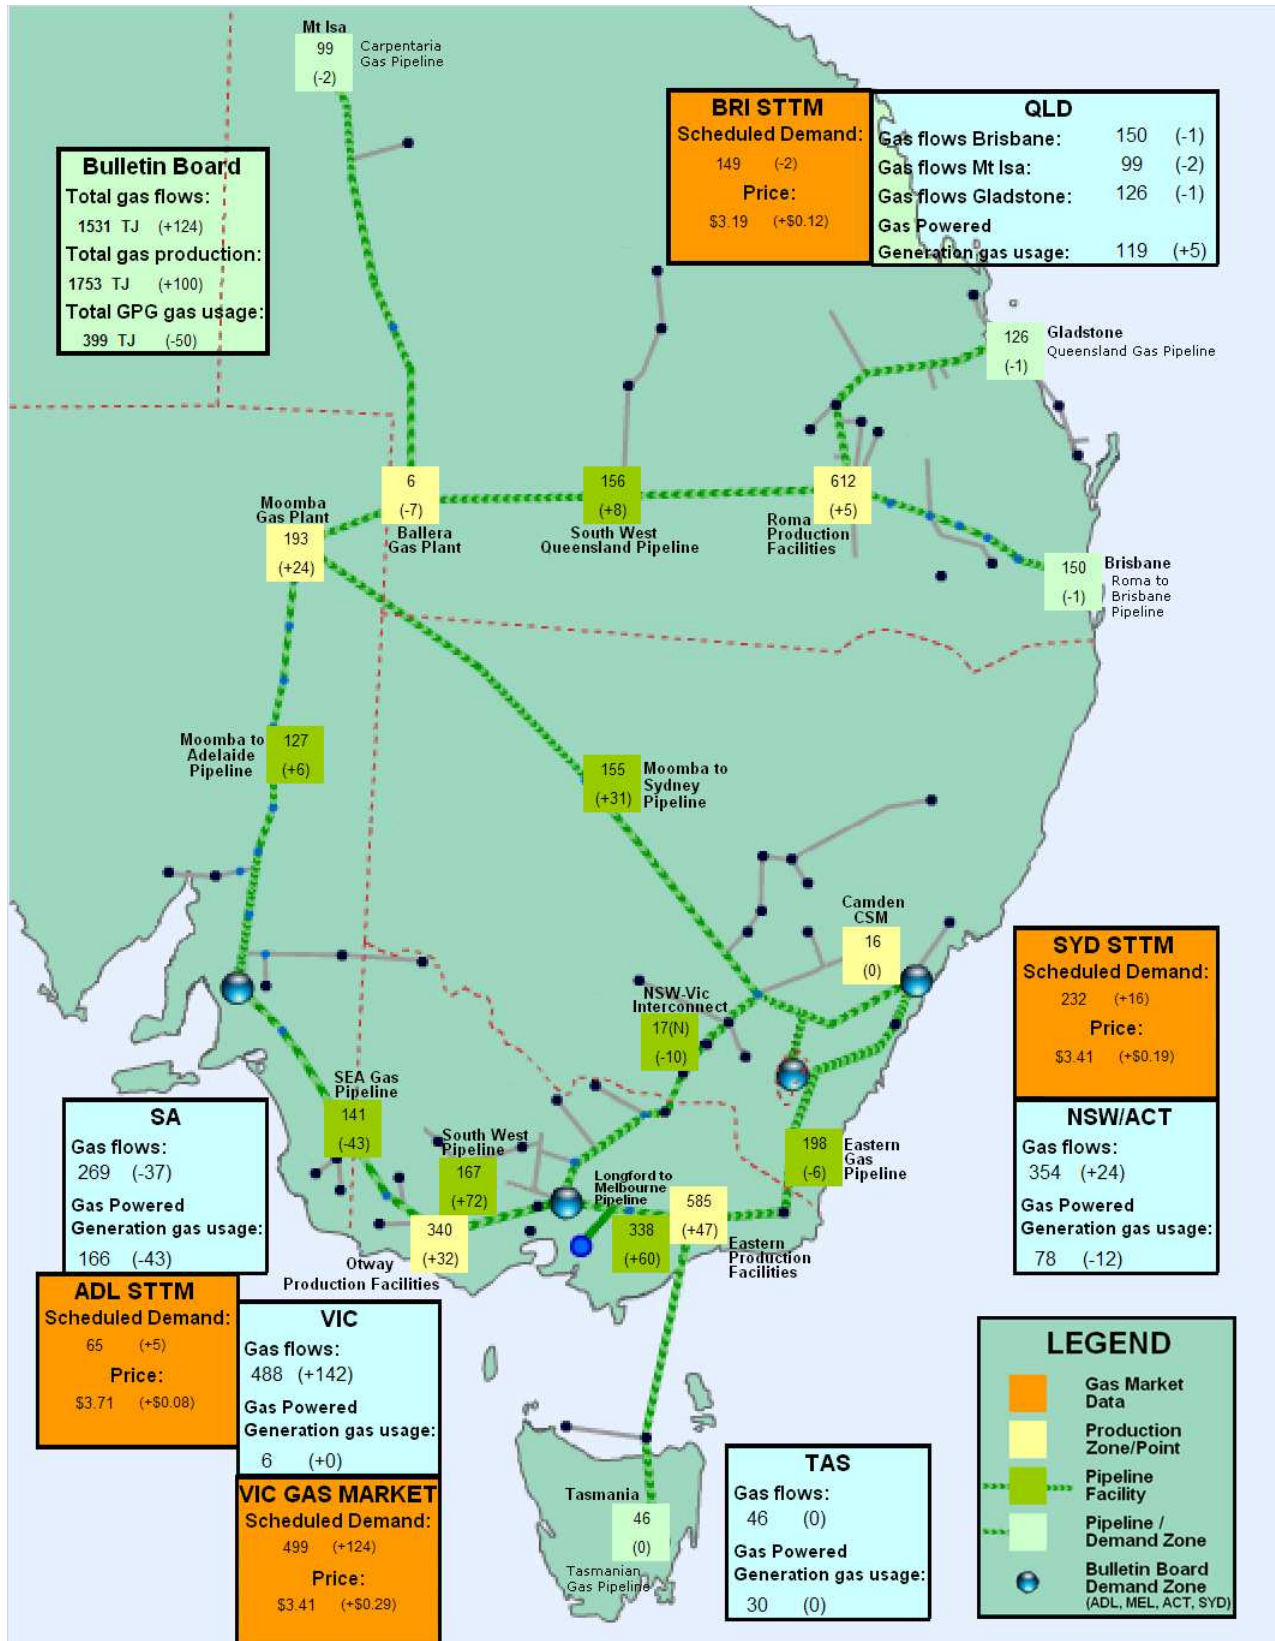 Mt Isa
99
(-2)
Carpentaria
Gas Pipeline
BRI STTM
Scheduled Demand:
149 (-2)
Price:
$3.19 (+$0.12)
QLD
Gas flows Brisbane: 150 (-1)
Gas flows Mt Isa: 99 (-2)
Gas flows Gladstone: 126 (-1)
Gas Powered
Generation gas usage: 119 (+5)
Bulletin Board
Total gas flows:
1531 TJ (+124)
Total gas production:
1753 TJ (+100)
Total GPG gas usage:
399 TJ (-50)
126
(-1)
Gladstone
Queensland Gas Pipeline
Moomba
Gas Plant
193
(+24)
6
(-7)
Ballera
Gas Plant
156
(+8)
South West
Queensland Pipeline
612
(+5)
Roma
Production
Facilities
150
(-1)
Brisbane
Roma to
Brisbane
Pipeline
Moomba to
Adelaide
Pipeline
127
(+6)
155
(+31)
Moomba to
Sydney
Pipeline
Camden
CSM
16
(0)
NSW-Vic
Interconnect
17(N)
(-10)
SYD STTM
Scheduled Demand:
232 (+16)
Price:
$3.41 (+$0.19)
NSW/ACT
Gas flows:
354 (+24)
Gas Powered
Generation gas usage:
78 (-12)
SEA Gas
Pipeline
141
(-43)
South West
Pipeline
167
(+72)
Longford to
Melbourne
Pipeline
338
(+60)
585
(+47)
Eastern
Production
Facilities
198
(-6)
Eastern
Gas
Pipeline
340
(+32)
Otway
Production Facilities
SA
Gas flows:
269 (-37)
Gas Powered
Generation gas usage:
166 (-43)
ADL STTM
Scheduled Demand:
65 (+5)
Price:
$3.71 (+$0.08)
VIC
Gas flows:
488 (+142)
Gas Powered
Generation gas usage:
6 (+0)
VIC GAS MARKET
Scheduled Demand:
499 (+124)
Price:
$3.41 (+$0.29)
Tasmania
46
(0)
Tasmanian
Gas Pipeline
TAS
Gas flows:
46 (0)
Gas Powered
Generation gas usage:
30 (0)
LEGEND
Gas Market
Data
Production
Zone/Point
Pipeline
Facility
Pipeline /
Demand Zone
Bulletin Board
Demand Zone
(ADL, MEL, ACT, SYD)